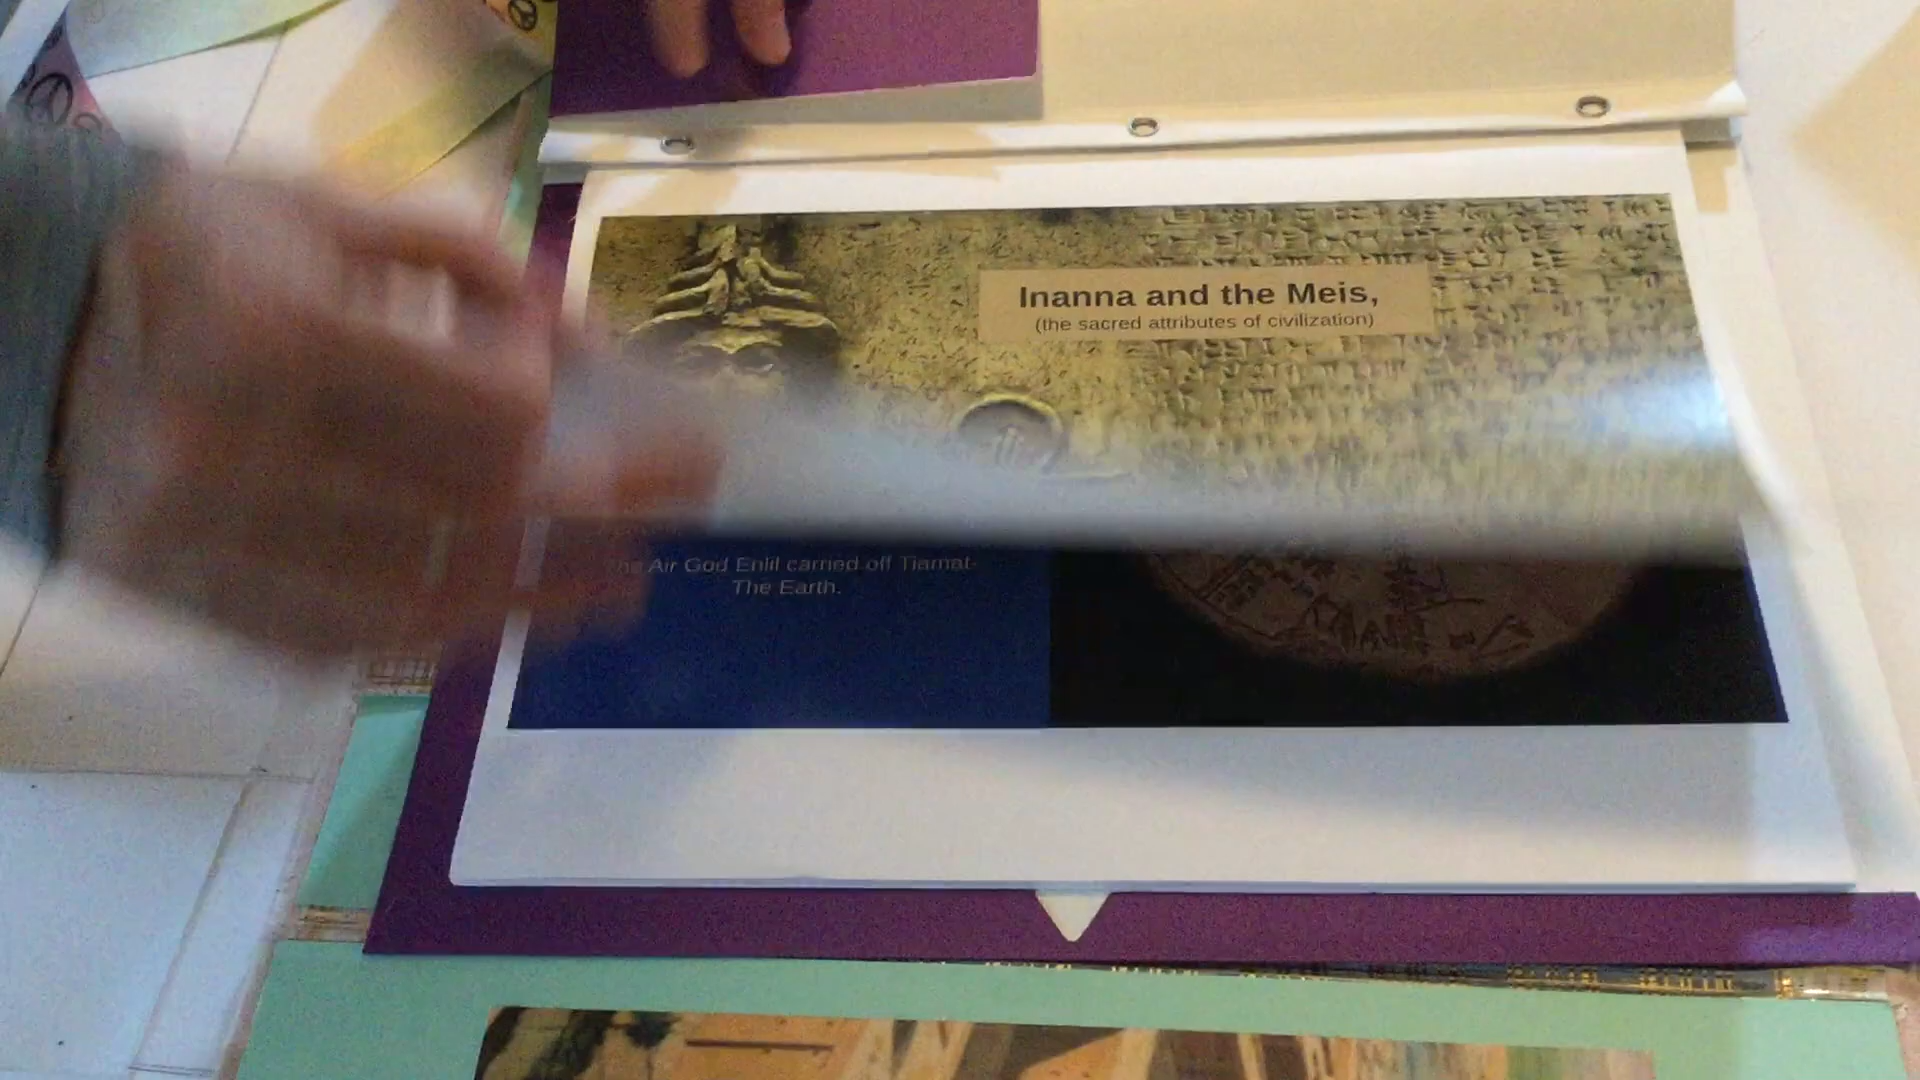 Inanna and the Meis,
(the sacred attributes of civilization)
Air God Enlil carried off Tiamat-
The Earth.